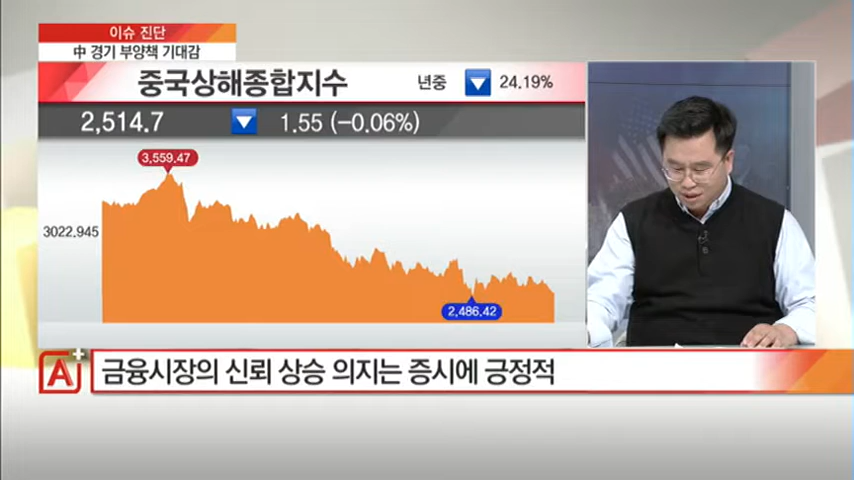 이슈 진단
中 경기 부양책 기대감
중국상해종합지수 년중 ▼ 24.19%
2,514.7 ▼ 1.55 (-0.06%)
3,559.47
3022.945
2,486.42
A+ 금융시장의 신뢰 상승 의지는 증시에 긍정적